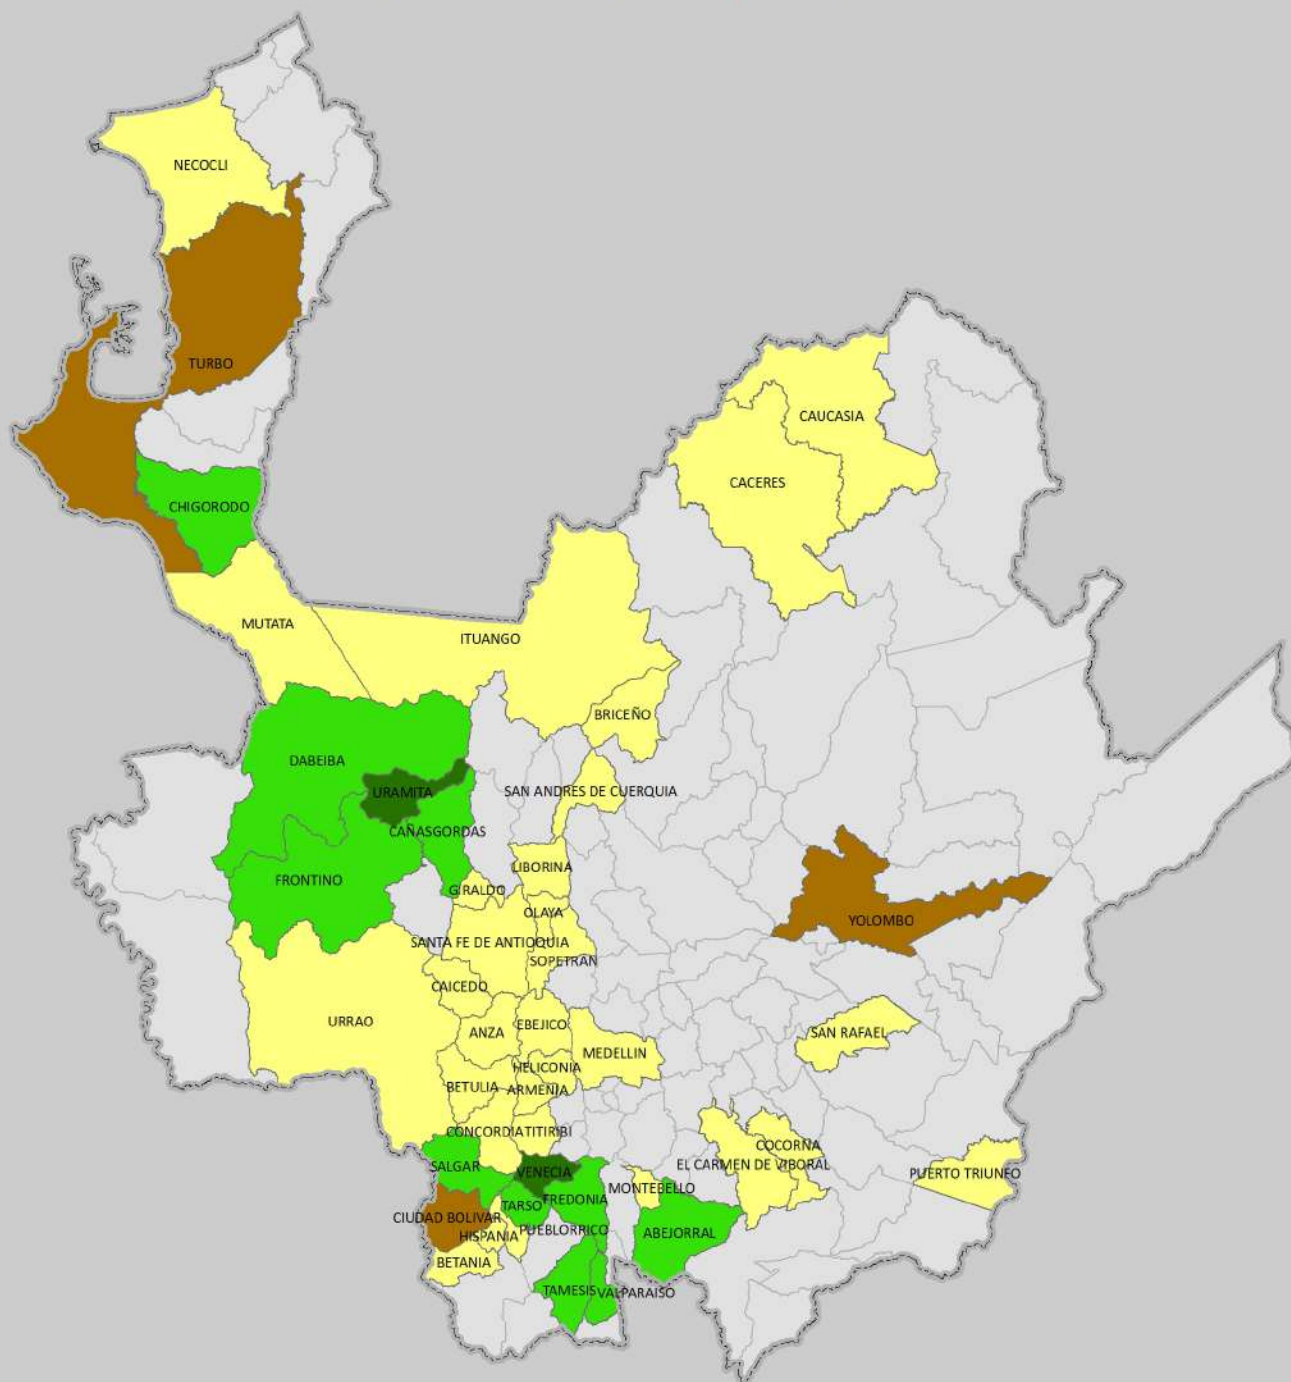 NECOCLI
TURBO
CAUCASIA
CACERES
CHIGORODO
MUTATA
ITUANGO
BRICEÑO
DABEIBA
URAMITA
SAN ANDRES DE CUERQUIA
CAÑASGORDAS
LIBORINA
FRONTINO
GIRALDO
OLAYA
YOLOMBO
SANTA FE DE ANTIOQUIA
SOPETRAN
CAICEDO
URRAO
ANZA
EBEJICO
SAN RAFAEL
MEDELLIN
HELICONIA
BETULIA
ARMENIA
CONCORDIA
TITIRIBI
COCORNA
SALGAR
EL CARMEN DE VIBORAL
VENECIA
PUERTO TRIUNFO
MONTEBELLO
FREDONIA
TARSO
CIUDAD BOLIVAR
PUEBLORRICO
ABEJORRAL
HISPANIA
BETANIA
TAMESIS
VALPARAISO